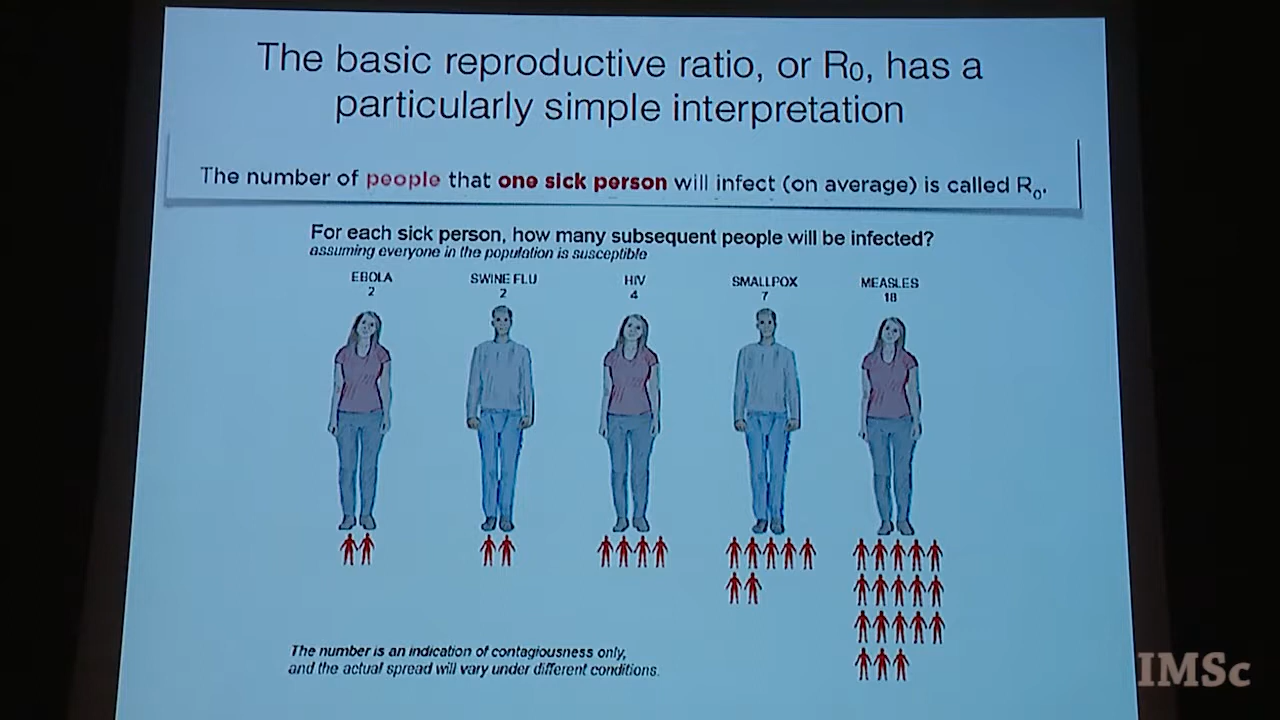 The basic reproductive ratio, or R0, has a
particularly simple interpretation
The number of people that one sick person will infect (on average) is called R0.
For each sick person, how many subsequent people will be infected?
assuming everyone in the population is susceptible
EBOLA
2
SWINE FLU
2
HIV
4
SMALLPOX
7
MEASLES
18
The number is an indication of contagiousness only,
and the actual spread will vary under different conditions.
IMSc